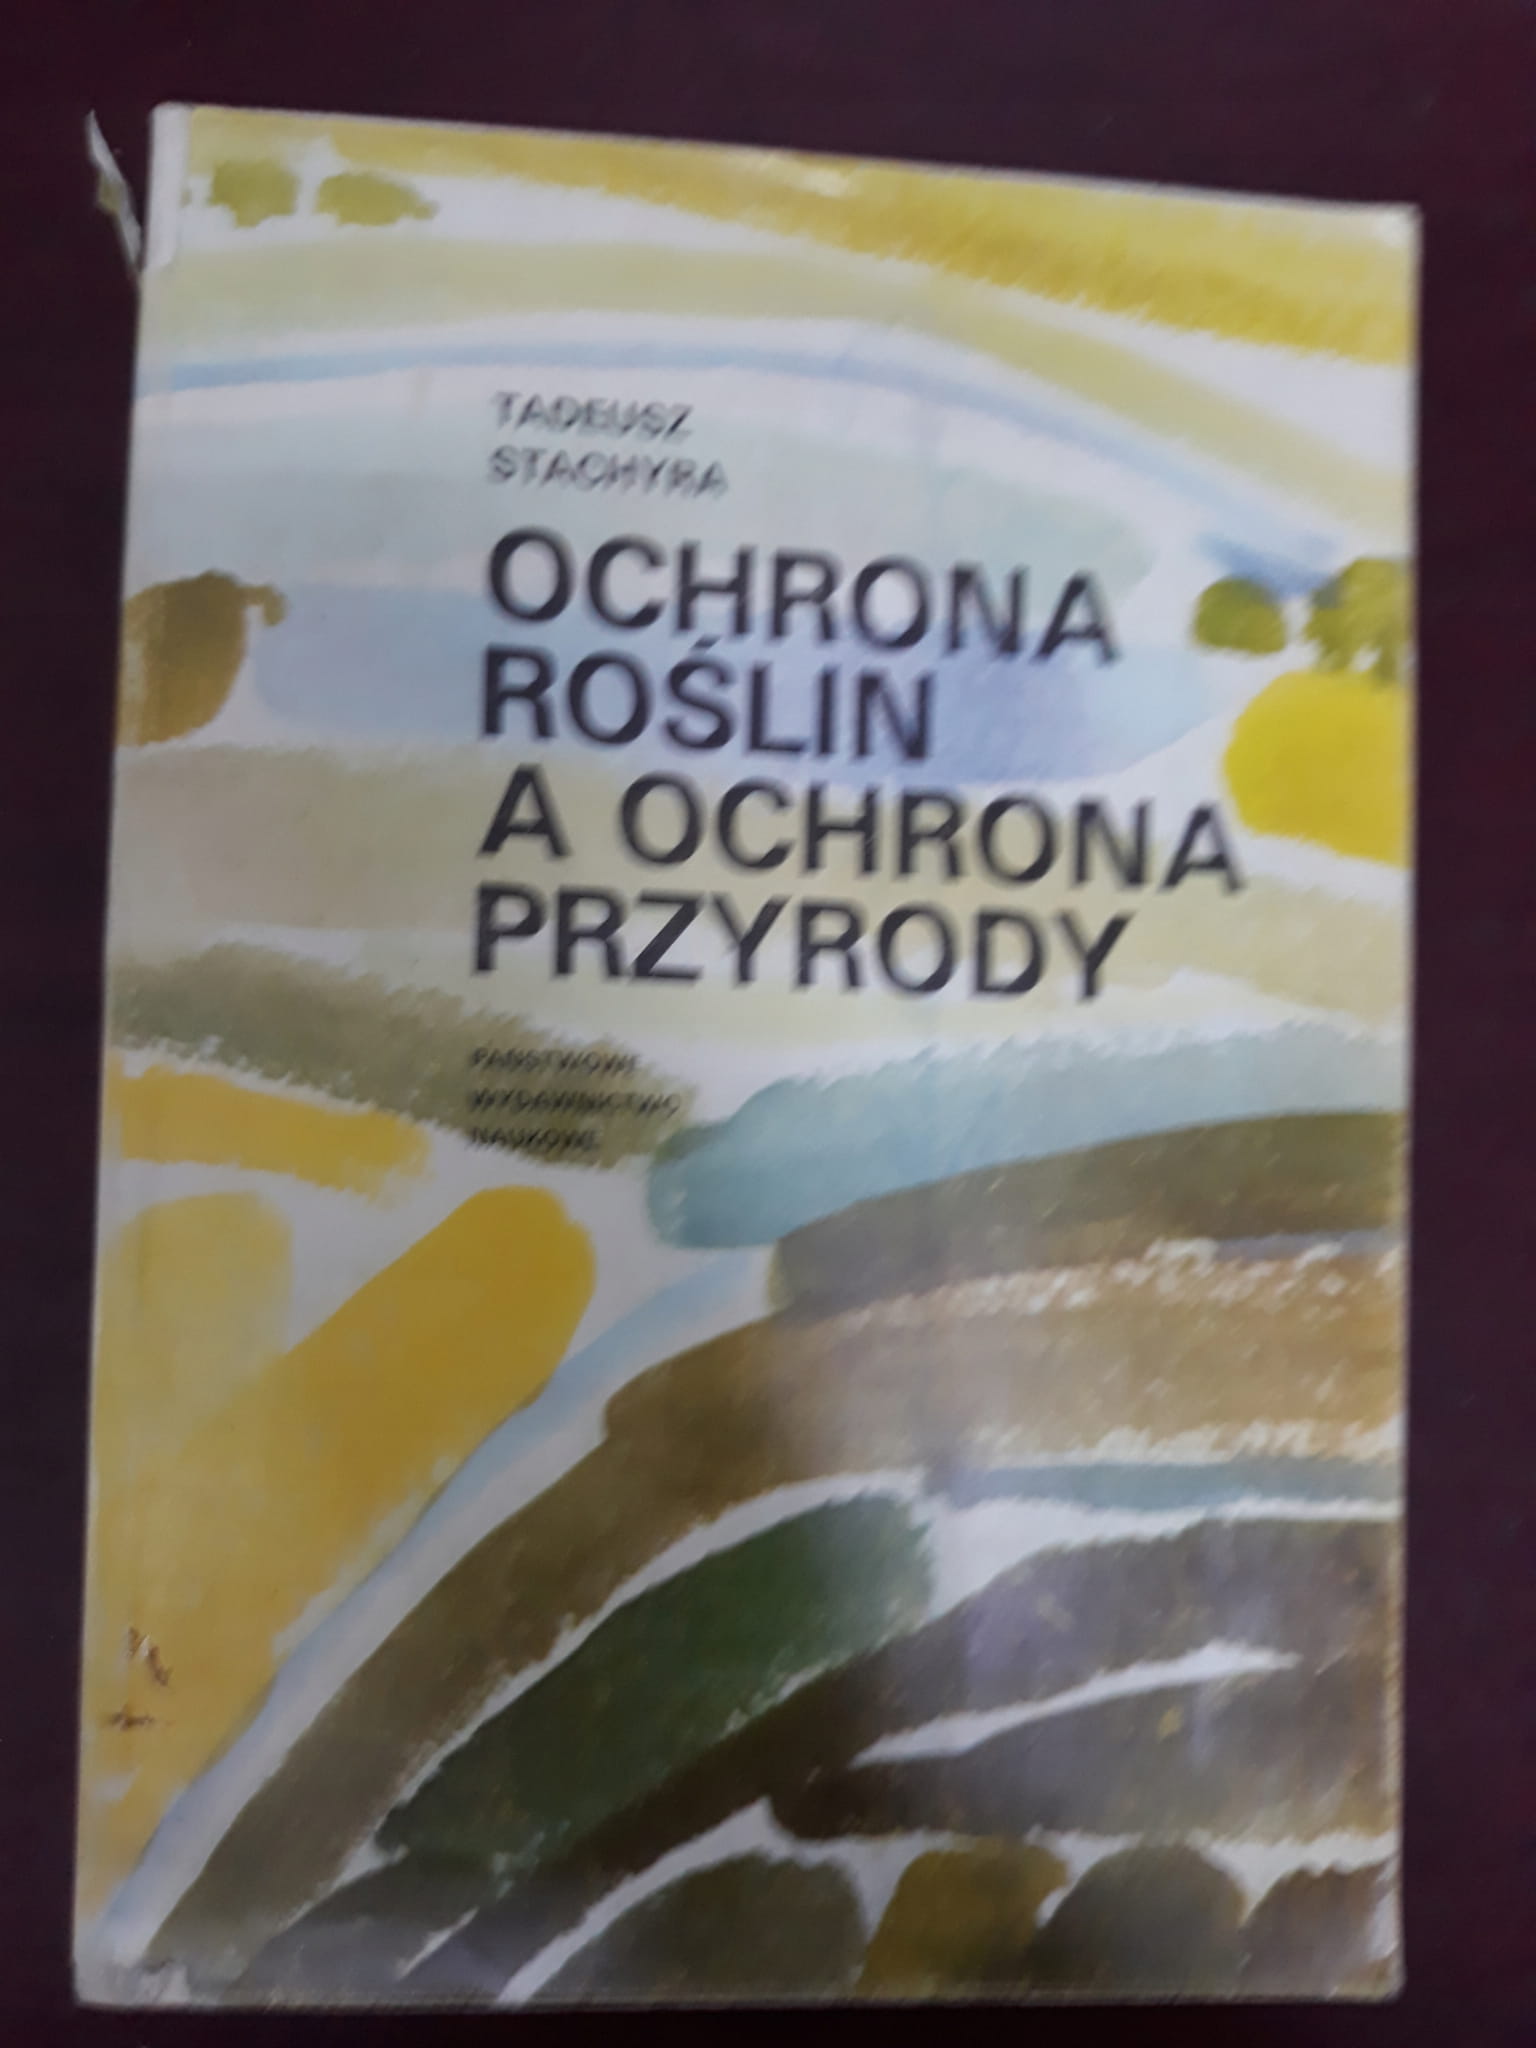 TADEUSZ
STACHYRA
OCHRONA
ROŚLIN
A OCHRONA
PRZYRODY
PAŃSTWOWE
WYDAWNICTWO
NAUKOWE